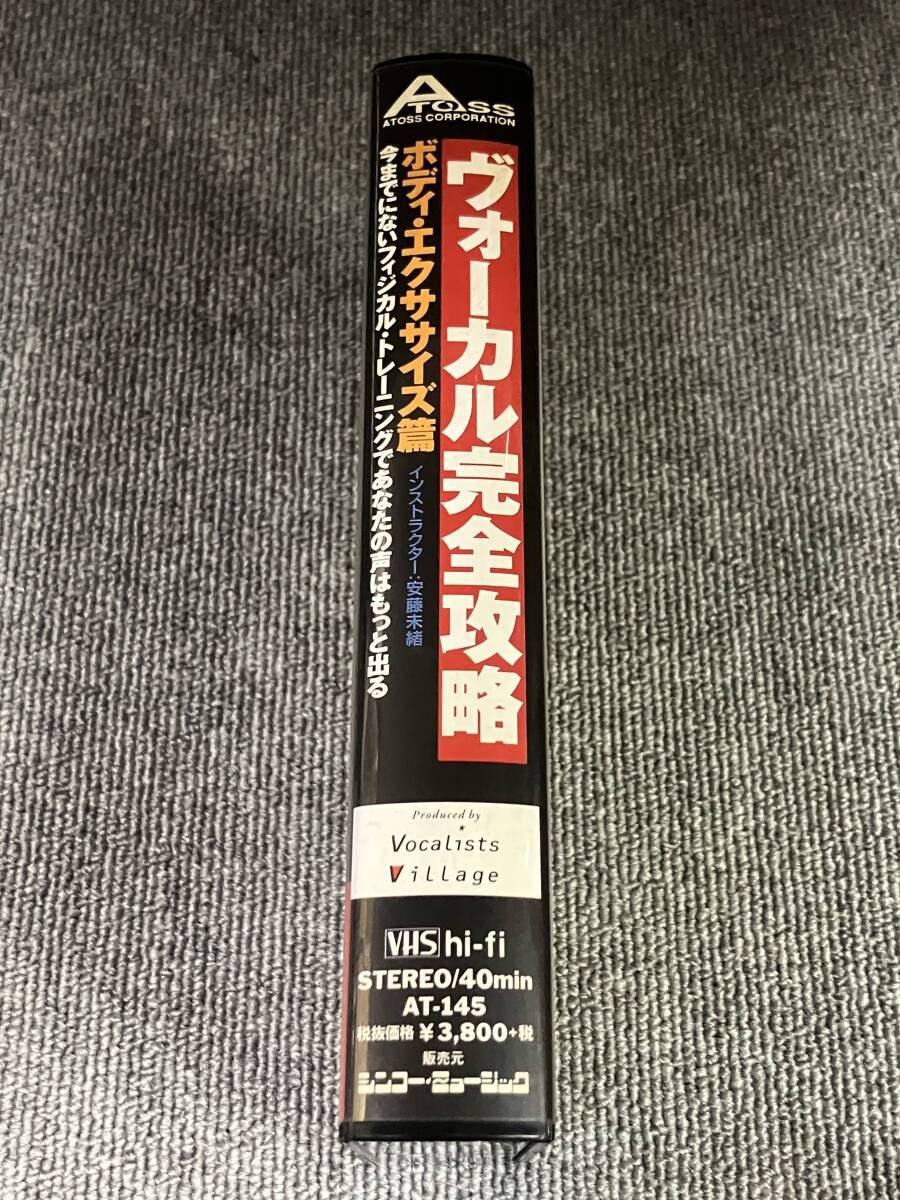 ATOSS
ATOSS CORPORATION
ヴォーカル完全攻略
ボディ・エクササイズ篇
インストラクター:安藤未緒
今までにないフィジカル・トレーニングであなたの声はもっと出る
Produced by
Vocalists
Village
VHS hi-fi
STEREO/40min
AT-145
税抜価格 ¥3,800+税
販売元
シンコー・ミュージック